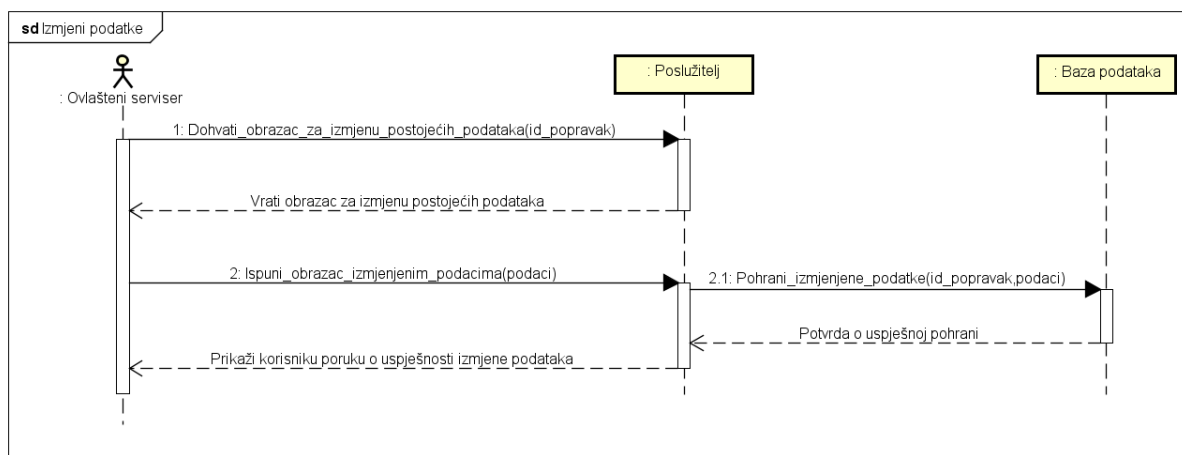 sd Izmjeni podatke
: Ovlašteni serviser
: Poslužitelj
: Baza podataka
1: Dohvati_obrazac_za_izmjenu_postojećih_podataka(id_popravak)
Vrati obrazac za izmjenu postojećih podataka
2: Ispuni_obrazac_izmjenjenim_podacima(podaci)
2.1: Pohrani_izmjenjene_podatke(id_popravak,podaci)
Potvrda o uspješnoj pohrani
Prikaži korisniku poruku o uspješnosti izmjene podataka